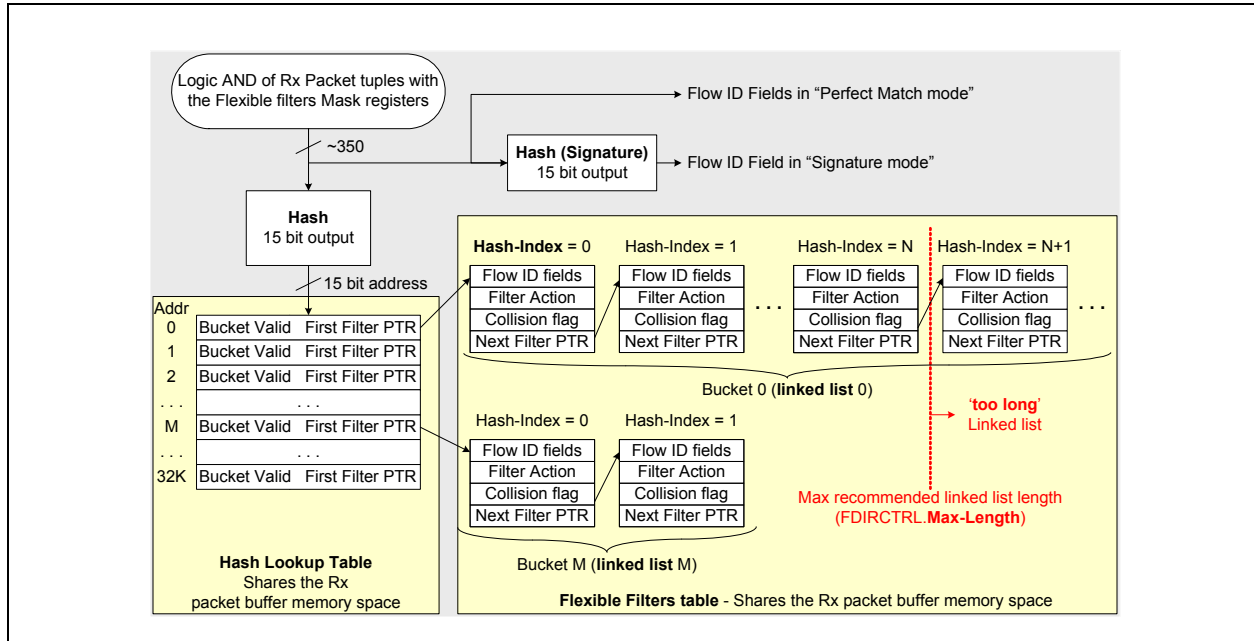 Logic AND of Rx Packet tuples with
the Flexible filters Mask registers
Flow ID Fields in “Perfect Match mode”
~350
Hash (Signature)
15 bit output
Flow ID Field in “Signature mode”
Hash
15 bit output
15 bit address
Addr
0 Bucket Valid First Filter PTR
1 Bucket Valid First Filter PTR
2 Bucket Valid First Filter PTR
. . . . . .
M Bucket Valid First Filter PTR
. . . . . .
32K Bucket Valid First Filter PTR
Hash Lookup Table
Shares the Rx
packet buffer memory space
Hash-Index = 0
Flow ID fields
Filter Action
Collision flag
Next Filter PTR
Hash-Index = 1
Flow ID fields
Filter Action
Collision flag
Next Filter PTR
. . .
Hash-Index = N
Flow ID fields
Filter Action
Collision flag
Next Filter PTR
Hash-Index = N+1
Flow ID fields
Filter Action
Collision flag
Next Filter PTR
. . .
Bucket 0 (linked list 0)
‘too long’
Linked list
Hash-Index = 0
Flow ID fields
Filter Action
Collision flag
Next Filter PTR
Hash-Index = 1
Flow ID fields
Filter Action
Collision flag
Next Filter PTR
Max recommended linked list length
(FDIRCTRL.Max-Length)
Bucket M (linked list M)
Flexible Filters table - Shares the Rx packet buffer memory space